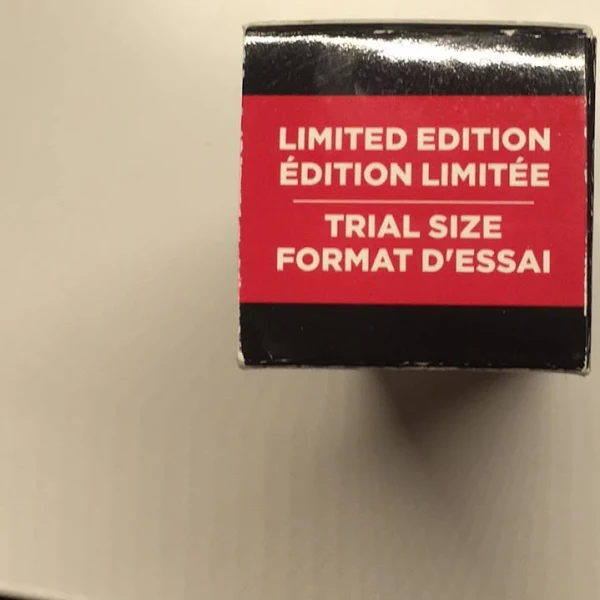 LIMITED EDITION
ÉDITION LIMITÉE
TRIAL SIZE
FORMAT D'ESSAI